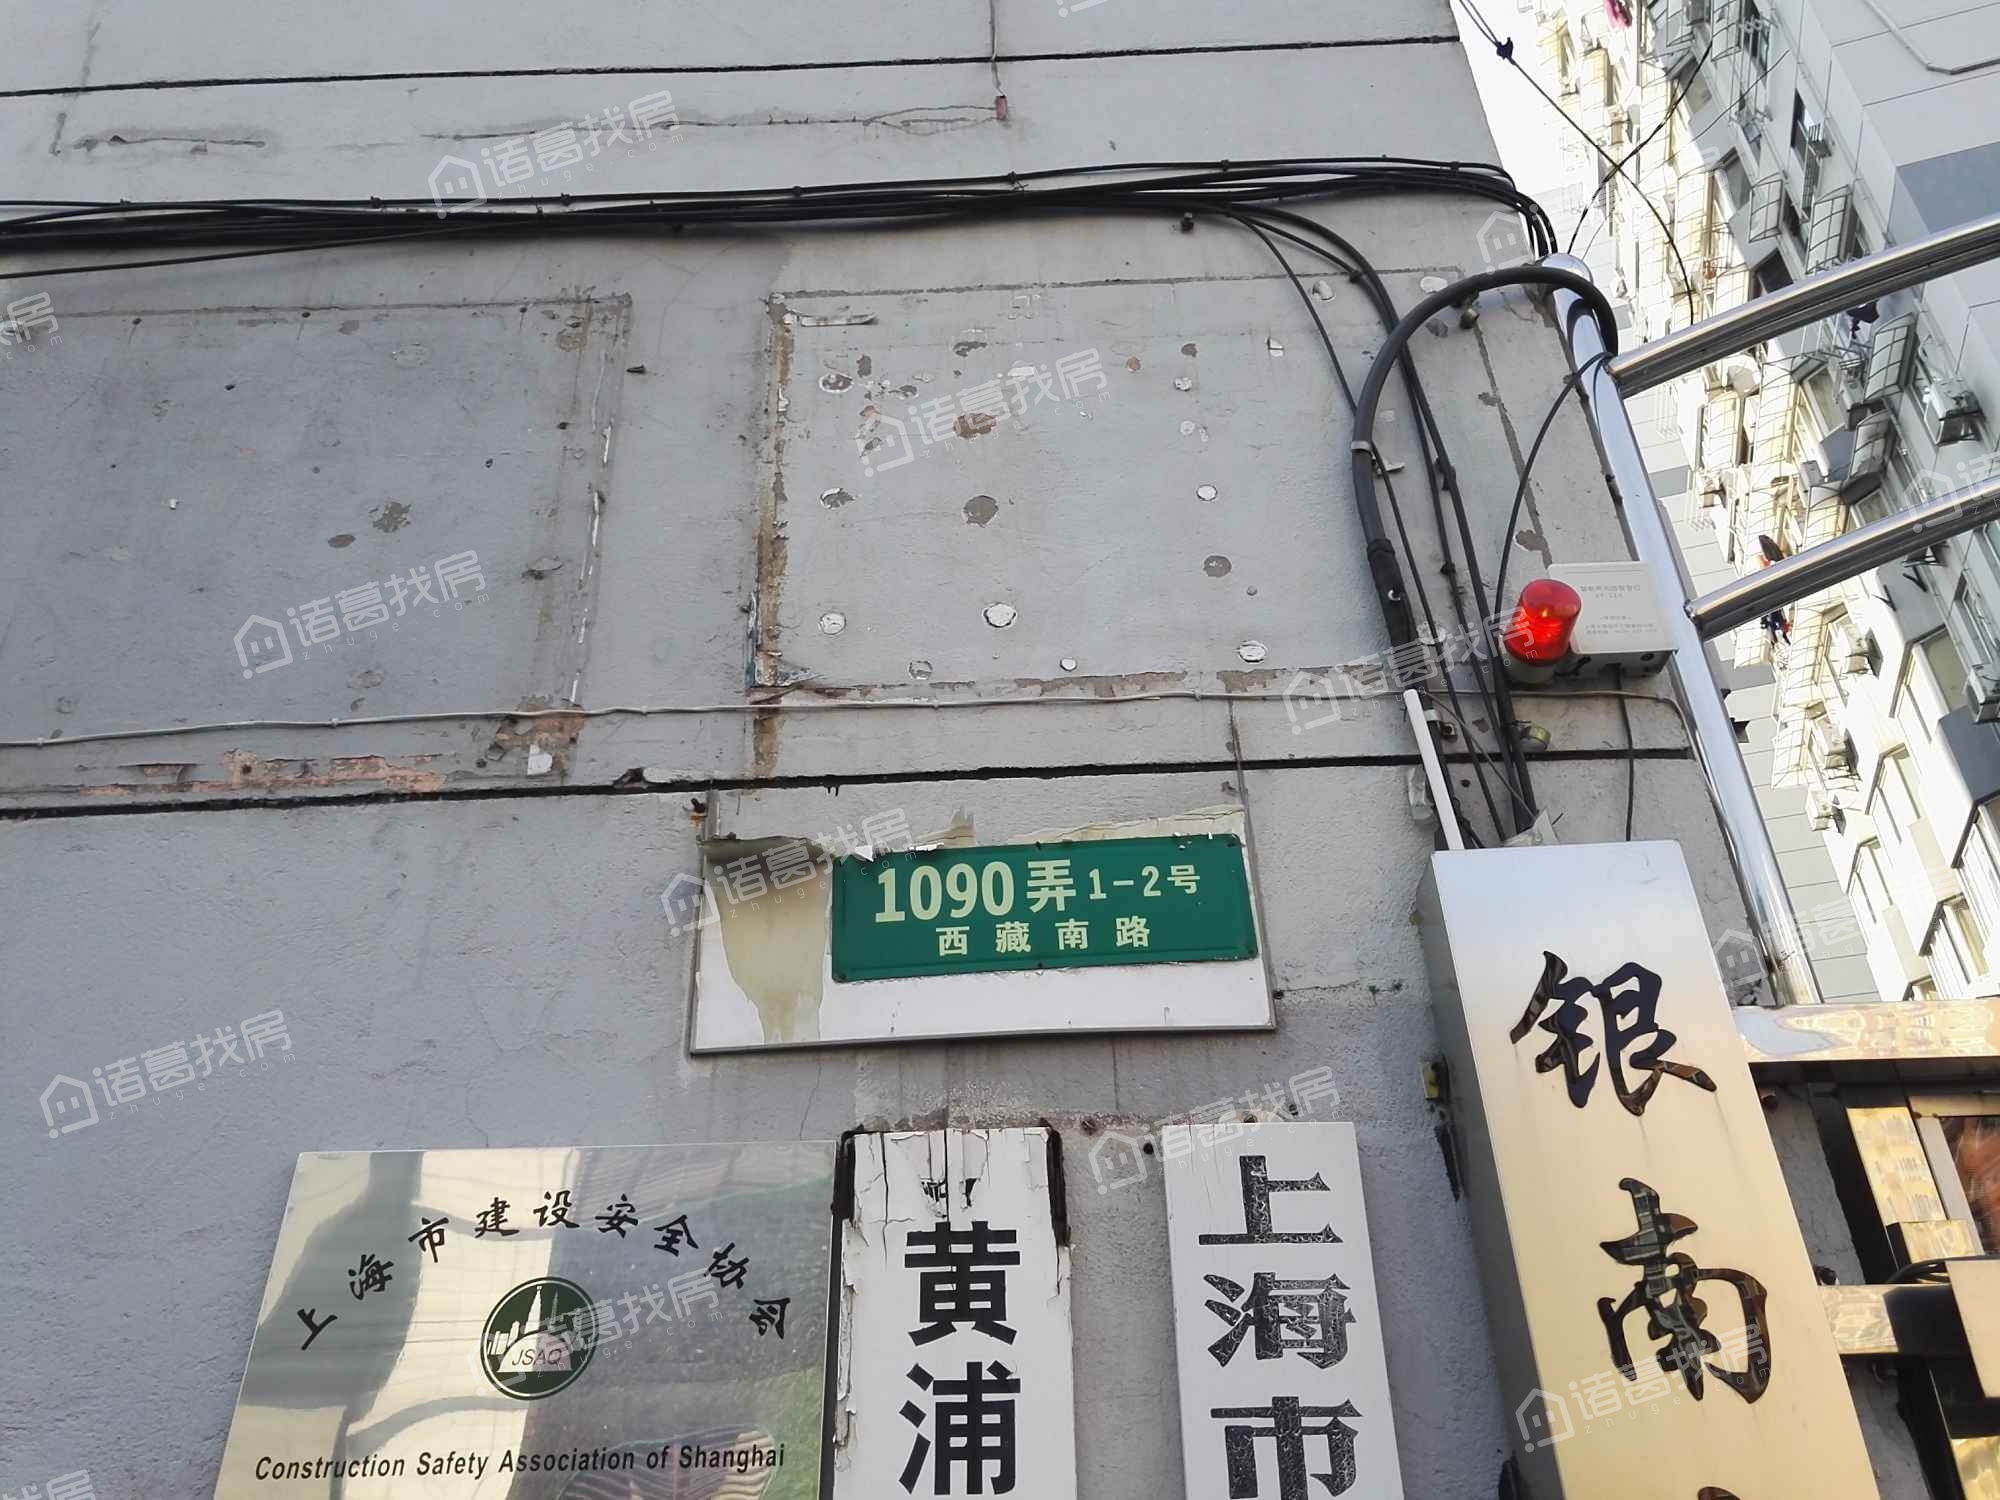 1090弄 1-2号
西藏南路
上海市建设安全协会
JSAQ
Construction Safety Association of Shanghai
黄浦
上海市
银南
诸葛找房
zhuge.com